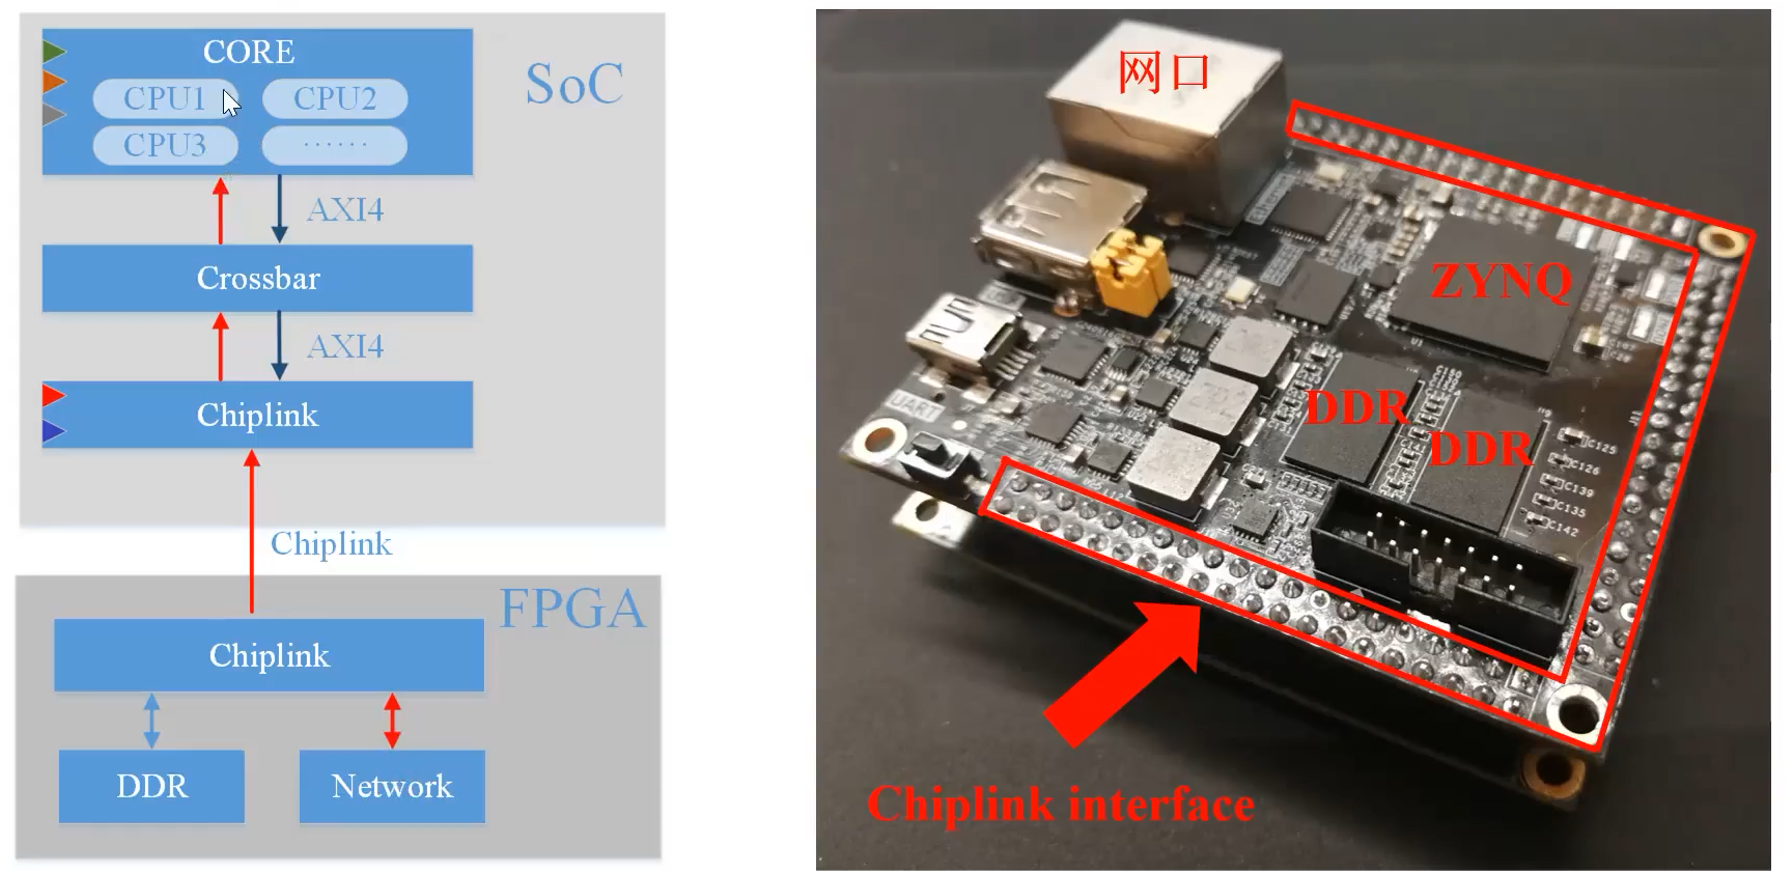 CORE
SoC
CPU1
CPU2
CPU3
······
AXI4
Crossbar
AXI4
Chiplink
Chiplink
FPGA
Chiplink
DDR
Network
网口
ZYNQ
DDR
DDR
UART
C125
C126
C139
C135
C142
Chiplink interface